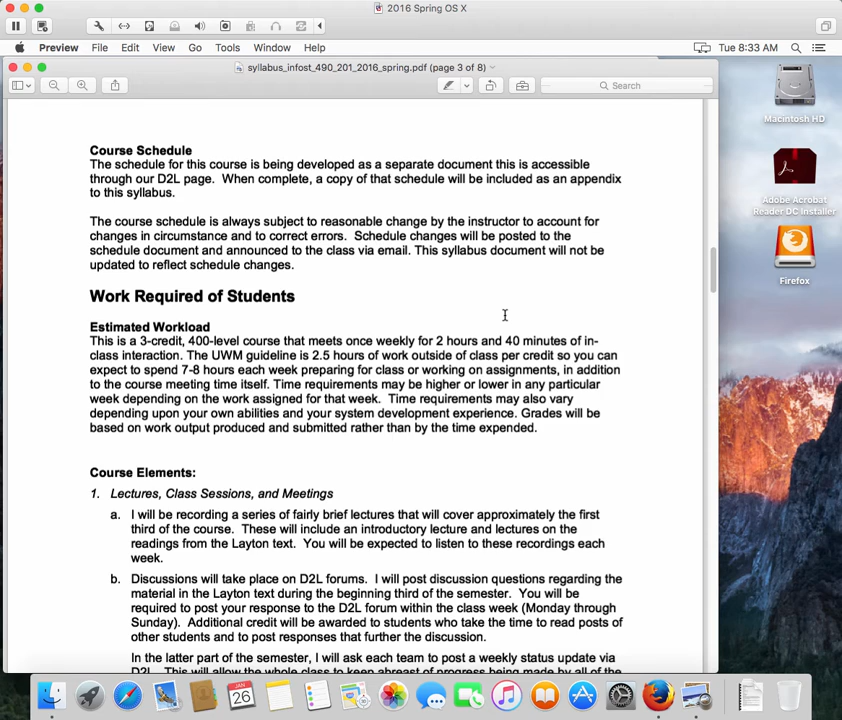 2016 Spring OS X
Preview File Edit View Go Tools Window Help
Tue 8:33 AM
syllabus_infost_490_201_2016_spring.pdf (page 3 of 8)
Search
Course Schedule
The schedule for this course is being developed as a separate document this is accessible
through our D2L page. When complete, a copy of that schedule will be included as an appendix
to this syllabus.
The course schedule is always subject to reasonable change by the instructor to account for
changes in circumstance and to correct errors. Schedule changes will be posted to the
schedule document and announced to the class via email. This syllabus document will not be
updated to reflect schedule changes.
Work Required of Students
Estimated Workload
This is a 3-credit, 400-level course that meets once weekly for 2 hours and 40 minutes of in-
class interaction. The UWM guideline is 2.5 hours of work outside of class per credit so you can
expect to spend 7-8 hours each week preparing for class or working on assignments, in addition
to the course meeting time itself. Time requirements may be higher or lower in any particular
week depending on the work assigned for that week. Time requirements may also vary
depending upon your own abilities and your system development experience. Grades will be
based on work output produced and submitted rather than by the time expended.
Course Elements:
1. Lectures, Class Sessions, and Meetings
a. I will be recording a series of fairly brief lectures that will cover approximately the first
third of the course. These will include an introductory lecture and lectures on the
readings from the Layton text. You will be expected to listen to these recordings each
week.
b. Discussions will take place on D2L forums. I will post discussion questions regarding the
material in the Layton text during the beginning third of the semester. You will be
required to post your response to the D2L forum within the class week (Monday through
Sunday). Additional credit will be awarded to students who take the time to read posts of
other students and to post responses that further the discussion.
In the latter part of the semester, I will ask each team to post a weekly status update via
D2L. This will allow the whole class to keep abreast of progress being made by all of the
Macintosh HD
Adobe Acrobat
Reader DC Installer
Firefox
JAN
26